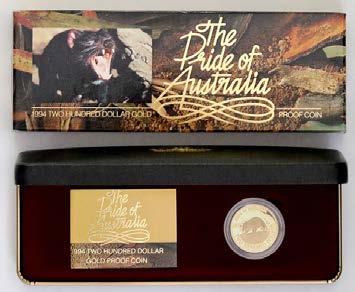 The
Pride of
Australia
1994 TWO HUNDRED DOLLAR GOLD PROOF COIN
The
Pride of
Australia
1994 TWO HUNDRED DOLLAR
GOLD PROOF COIN